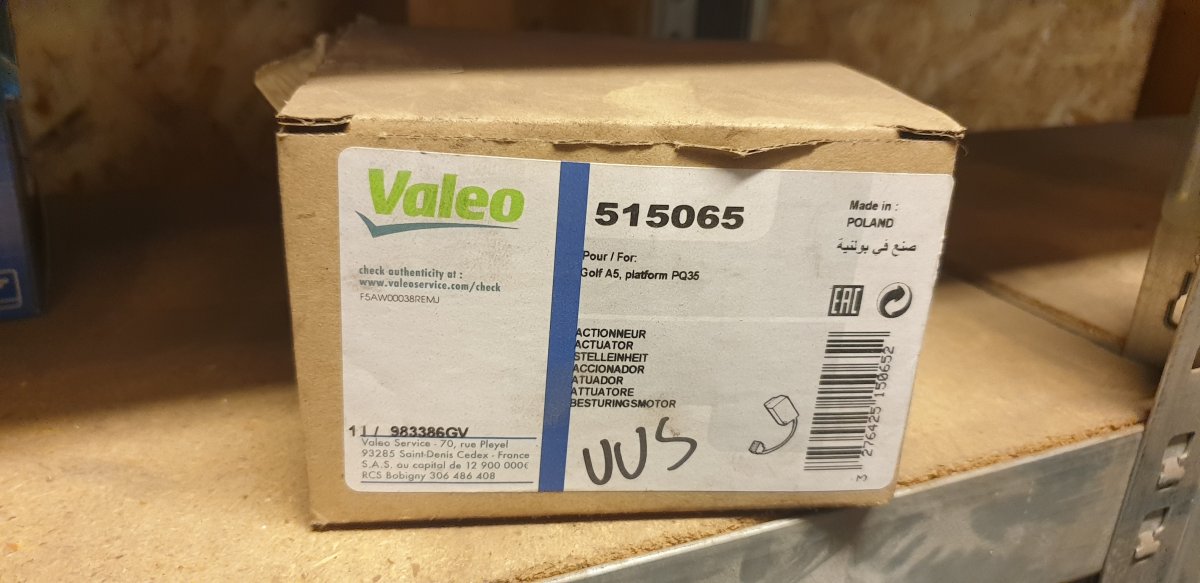 Valeo
515065
Made in :
POLAND
صنع في بولنية
Pour / For:
Golf A5, platform PQ35
check authenticity at :
www.valeoservice.com/check
F5AW00038REMJ
EAC
ACTIONNEUR
ACTUATOR
STELLEINHEIT
ACCIONADOR
ATUADOR
ATTUATORE
BESTURINGSMOTOR
1 I / 983386GV
Valeo Service - 70, rue Pleyel
93285 Saint-Denis Cedex - France
S.A.S. au capital de 12 900 000€
RCS Bobigny 306 486 408
3 276425 150652